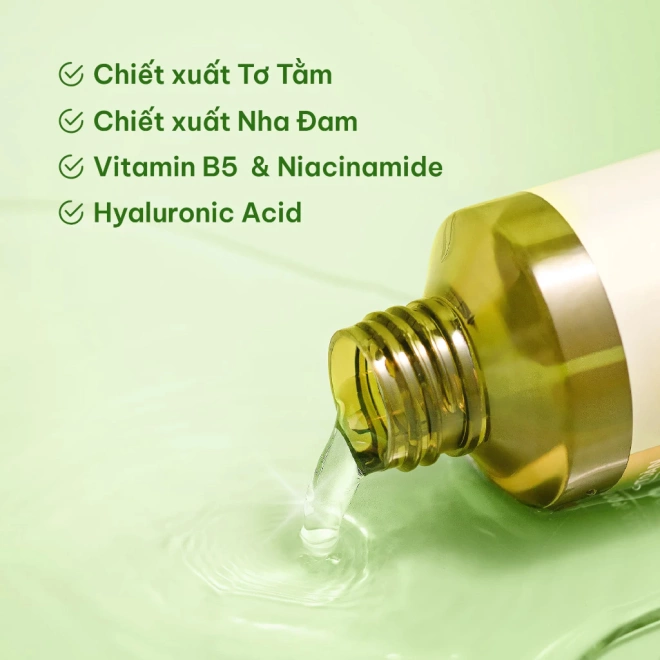 Chiết xuất Tơ Tằm
Chiết xuất Nha Đam
Vitamin B5 & Niacinamide
Hyaluronic Acid